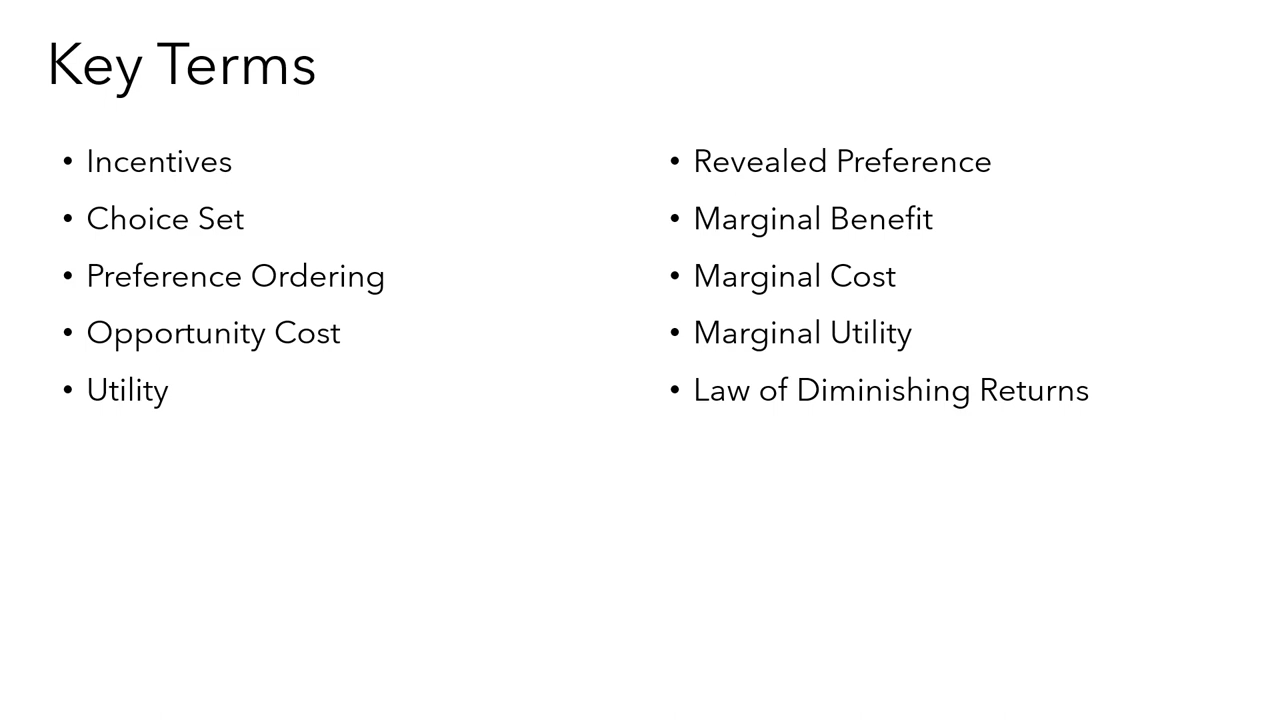 Key Terms
• Incentives
• Choice Set
• Preference Ordering
• Opportunity Cost
• Utility
• Revealed Preference
• Marginal Benefit
• Marginal Cost
• Marginal Utility
• Law of Diminishing Returns